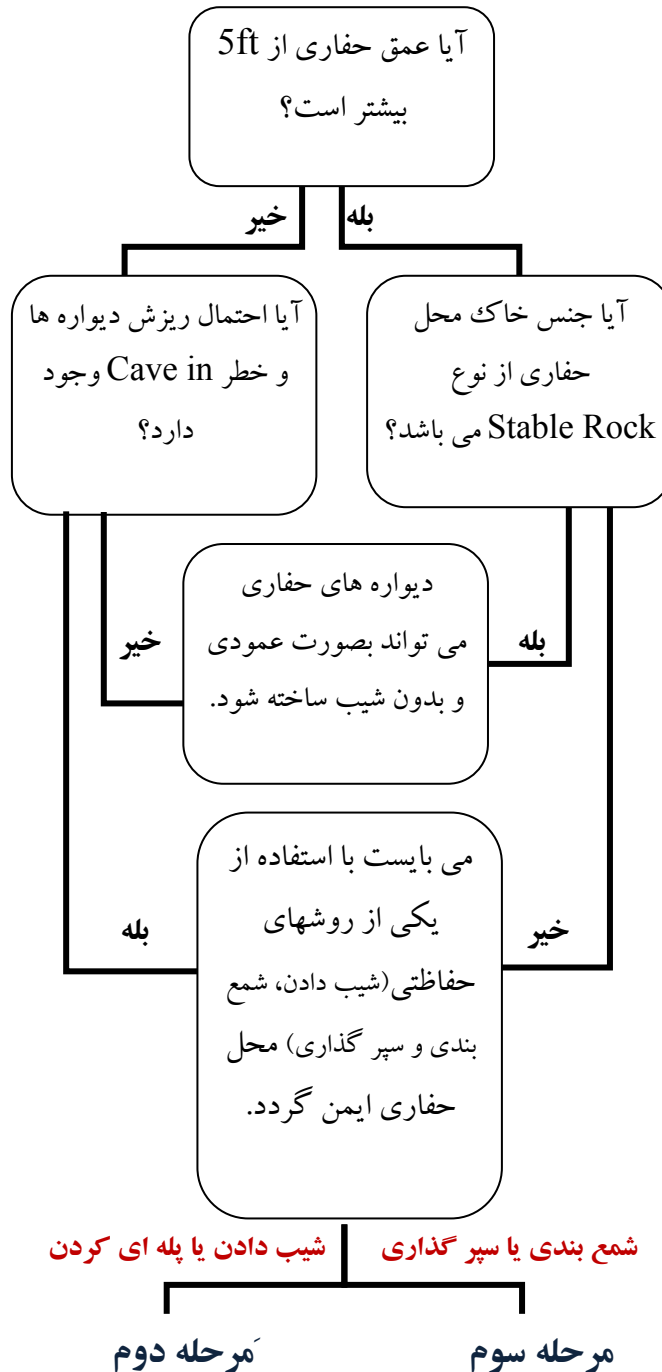 آیا عمق حفاری از 5ft
بیشتر است؟
بله
خیر
آیا جنس خاک محل
حفاری از نوع
Stable Rock می باشد؟
آیا احتمال ریزش دیواره ها
و خطر Cave in وجود
دارد؟
دیواره های حفاری
می تواند بصورت عمودی
و بدون شیب ساخته شود.
بله
خیر
می بایست با استفاده از
یکی از روشهای
حفاظتی(شیب دادن، شمع
بندی و سپر گذاری) محل
حفاری ایمن گردد.
خیر
بله
شمع بندی یا سپر گذاری
شیب دادن یا پله ای کردن
مرحله سوم
َمرحله دوم